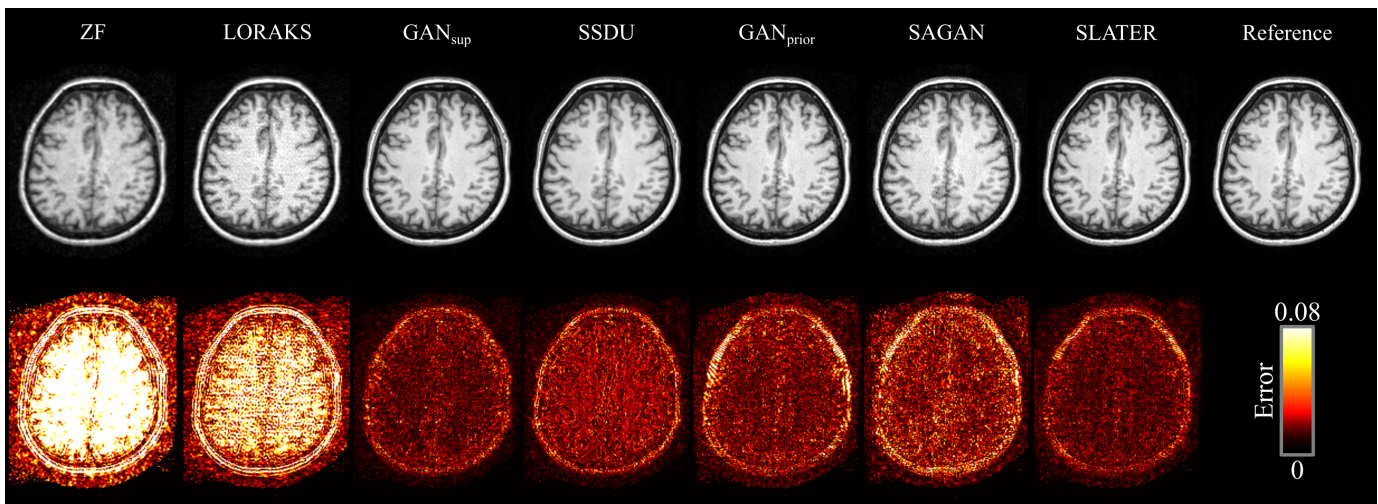 ZF LORAKS GANsup SSDU GANprior SAGAN SLATER Reference
0.08
Error
0